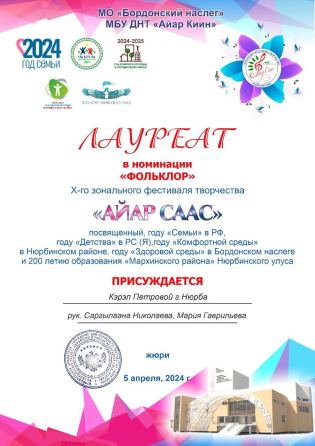 МО «Бордонский наслег»
МБУ ДНТ «Айар Киин»
2024
ГОД СЕМЬИ
2024-2025
ЛАУРЕАТ
в номинации
«ФОЛЬКЛОР»
X-го зонального фестиваля творчества
«АЙАР СААС»
посвященный, году «Семьи» в РФ,
году «Детства» в РС (Я),году «Комфортной среды»
в Нюрбинском районе, году «Здоровой среды» в Бордонском наслеге
и 200 летию образования «Мархинского района» Нюрбинского улуса
ПРИСУЖДАЕТСЯ
Кэрэл Петровой г.Нюрба
рук. Саргылаана Николаева, Мария Гаврильева
жюри
5 апреля, 2024 г.